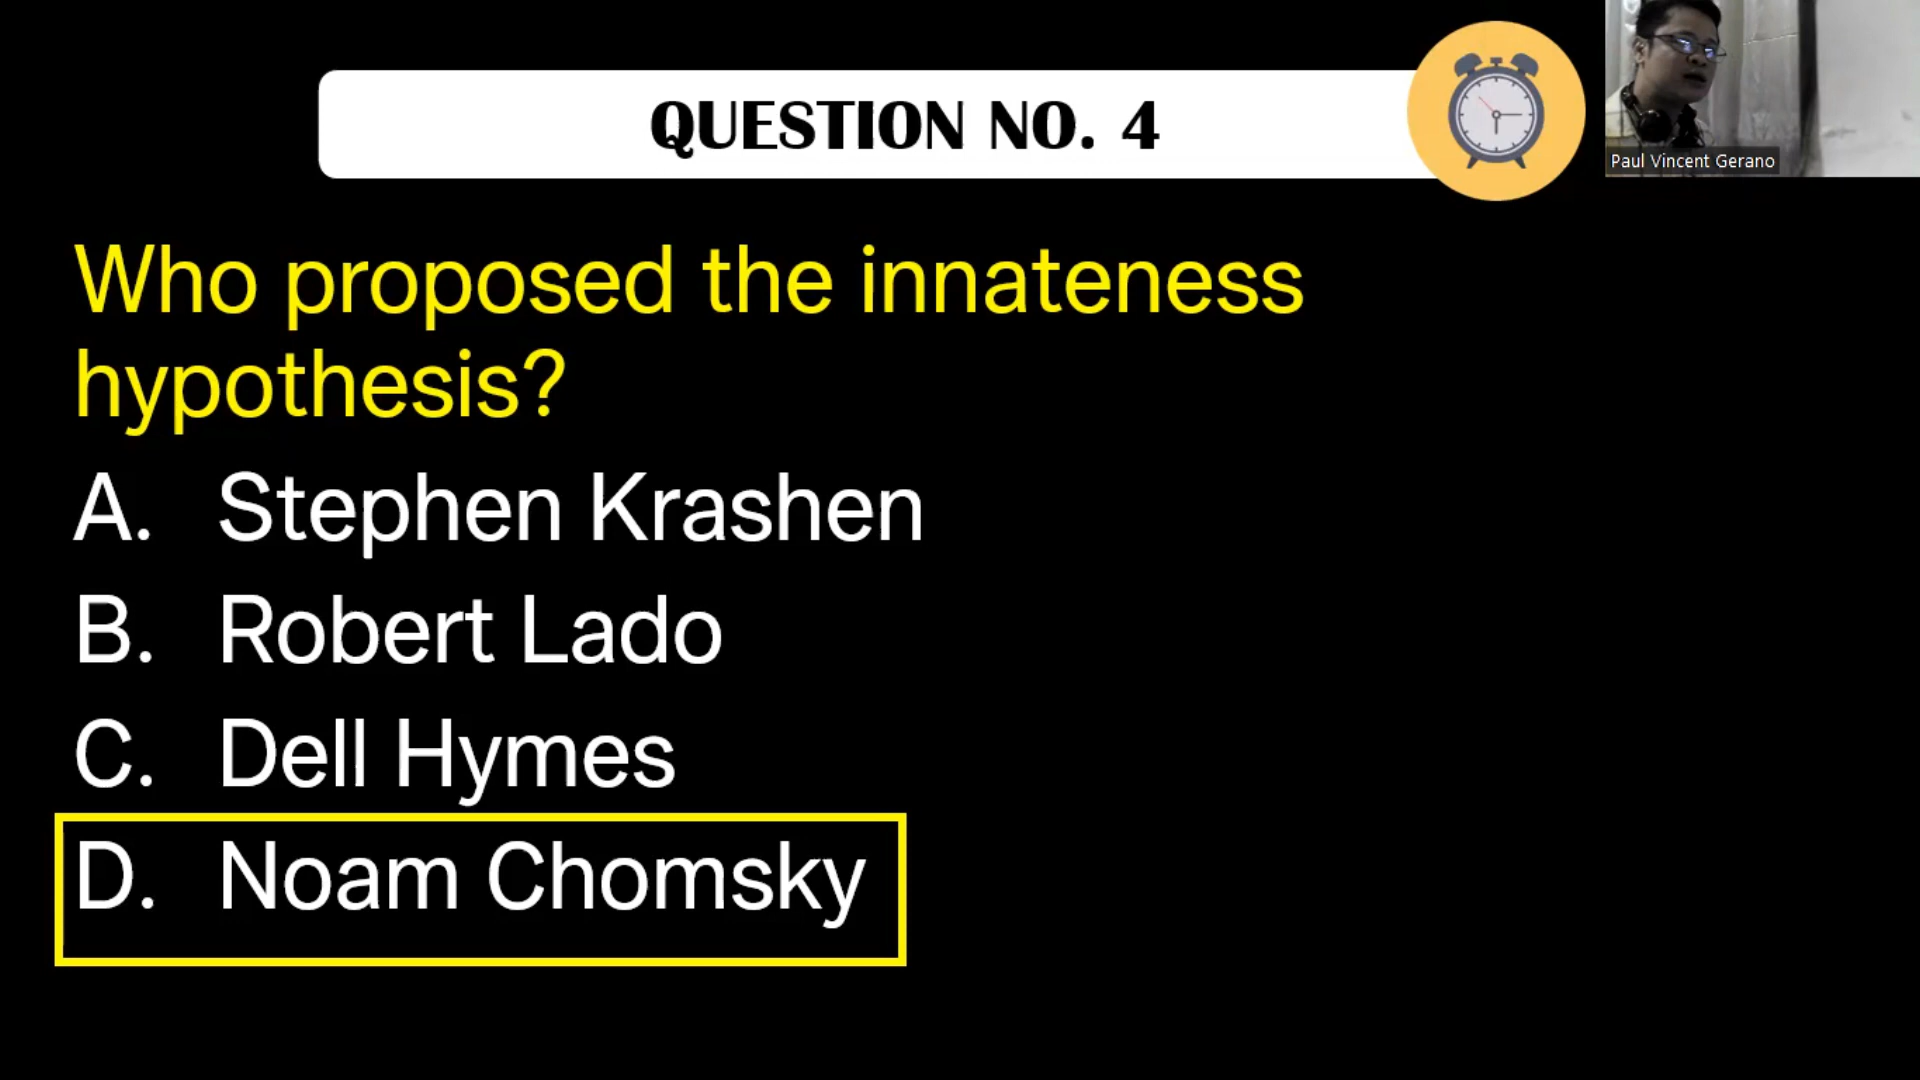 QUESTION NO. 4
Paul Vincent Gerano
Who proposed the innateness
hypothesis?
A. Stephen Krashen
B. Robert Lado
C. Dell Hymes
D. Noam Chomsky